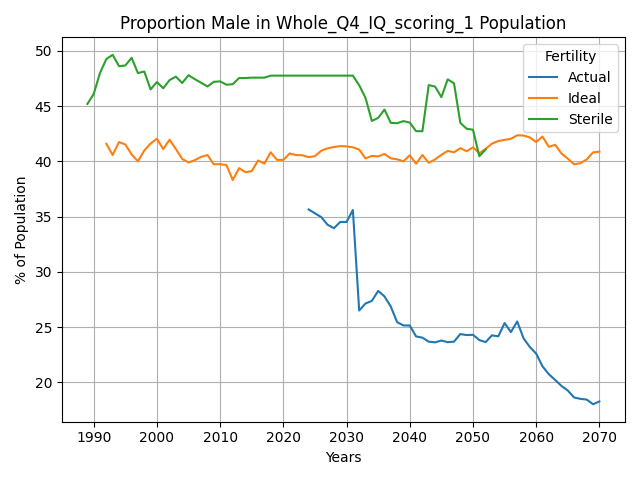 Proportion Male in Whole_Q4_IQ_scoring_1 Population
% of Population
50
45
40
35
30
25
20
Fertility
Actual
Ideal
Sterile
1990 2000 2010 2020 2030 2040 2050 2060 2070
Years